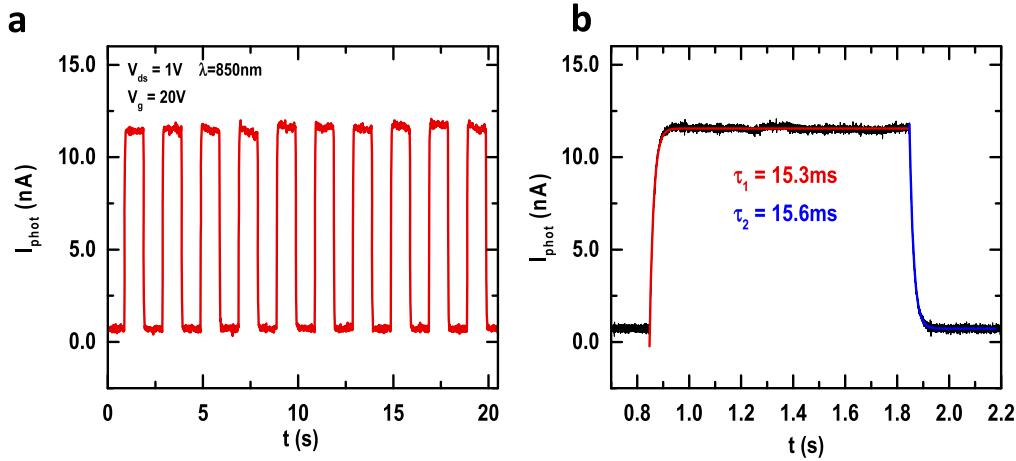 a
V_ds = 1V λ=850nm
V_g = 20V
I_phot (nA)
15.0
10.0
5.0
0.0
0 5 10 15 20
t (s)
b
I_phot (nA)
15.0
10.0
5.0
0.0
τ_1 = 15.3ms
τ_2 = 15.6ms
0.8 1.0 1.2 1.4 1.6 1.8 2.0 2.2
t (s)